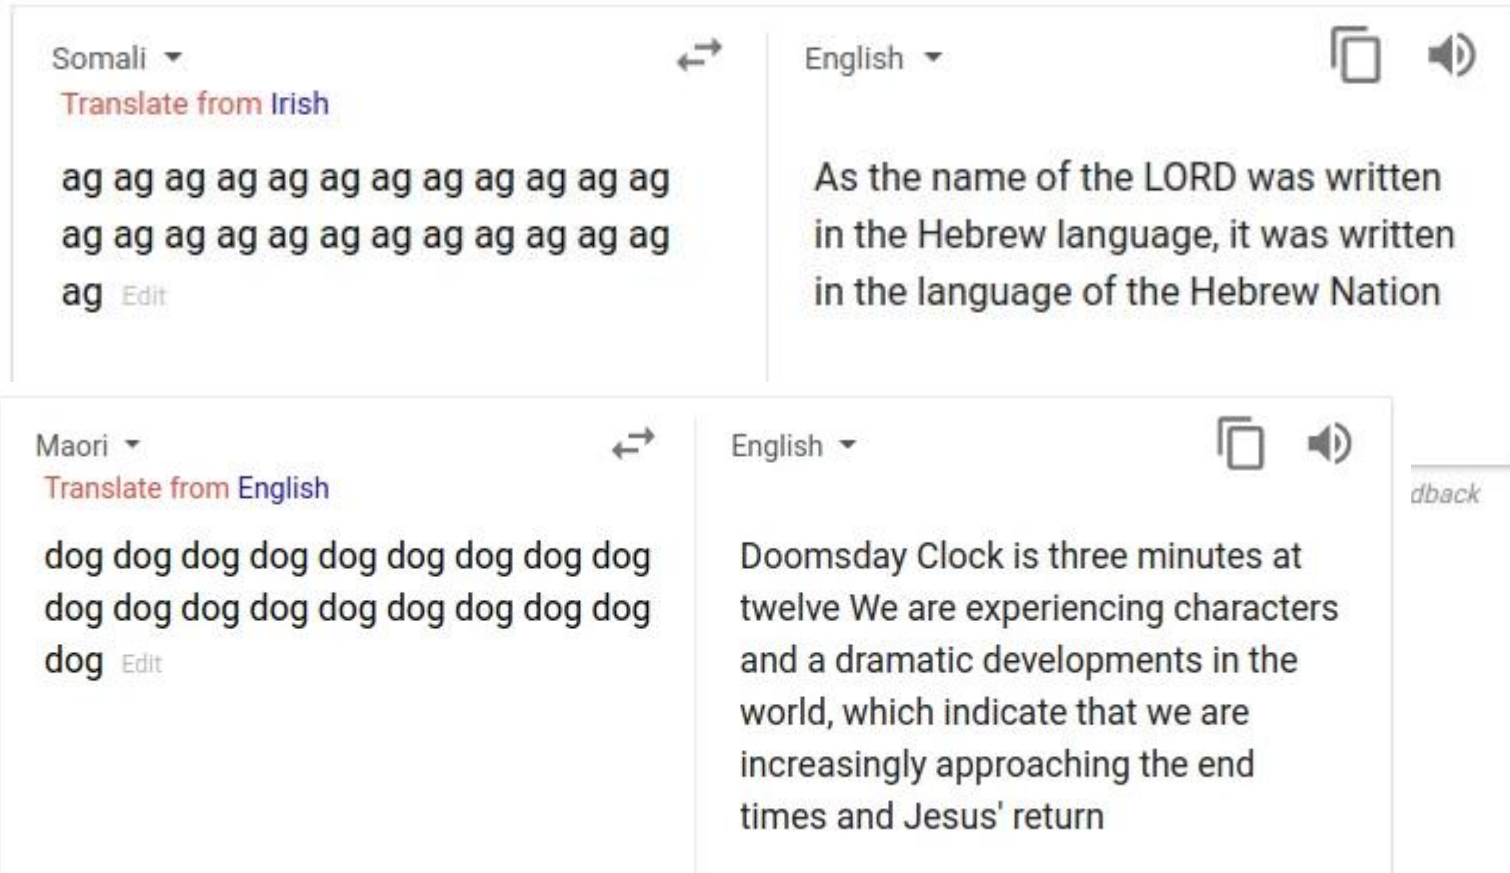 Somali
English
Translate from Irish
ag ag ag ag ag ag ag ag ag ag ag ag
ag ag ag ag ag ag ag ag ag ag ag ag
ag Edit
As the name of the LORD was written
in the Hebrew language, it was written
in the language of the Hebrew Nation
Maori
English
Translate from English
dog dog dog dog dog dog dog dog dog
dog dog dog dog dog dog dog dog dog
dog Edit
Doomsday Clock is three minutes at
twelve We are experiencing characters
and a dramatic developments in the
world, which indicate that we are
increasingly approaching the end
times and Jesus' return
dback